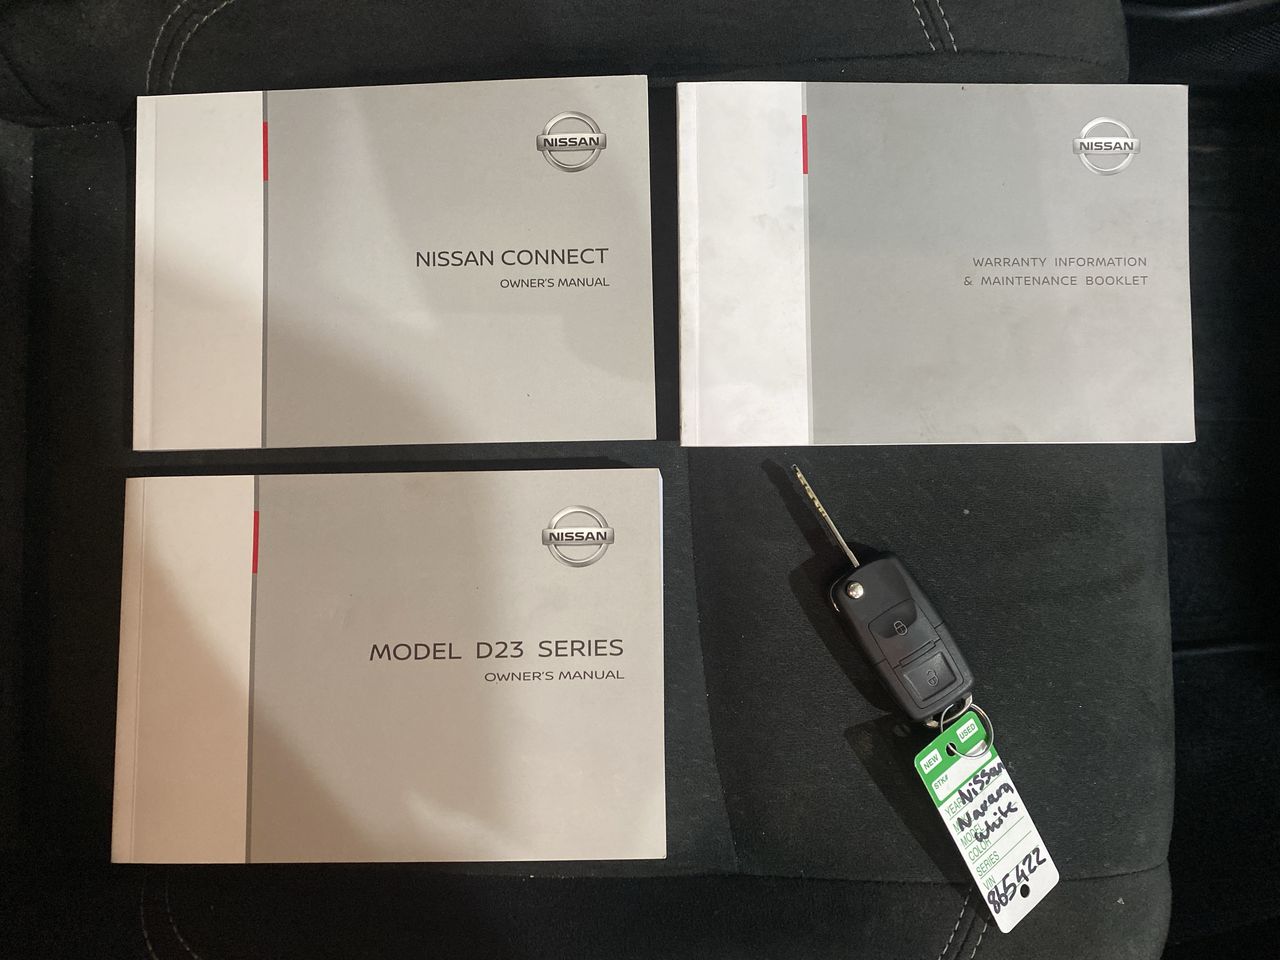 NISSAN
NISSAN CONNECT
OWNER'S MANUAL
NISSAN
WARRANTY INFORMATION
& MAINTENANCE BOOKLET
NISSAN
MODEL D23 SERIES
OWNER'S MANUAL
NEW USED
STK#
YEAR Nissan
Navara
MODEL White
COLOR
SERIES
VIN
865422